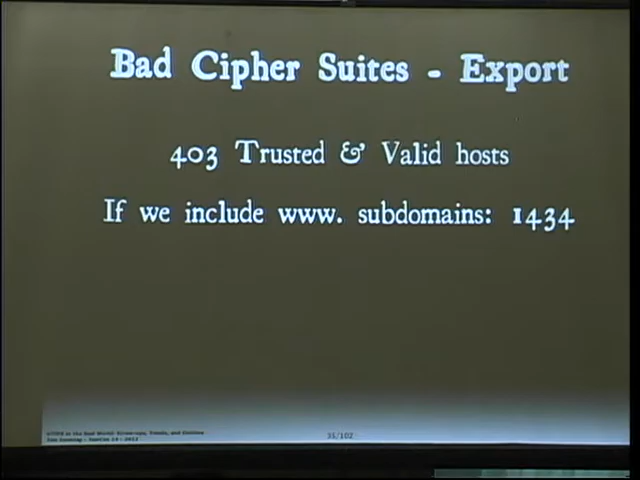 Bad Cipher Suites - Export
403 Trusted & Valid hosts
If we include www. subdomains: 1434